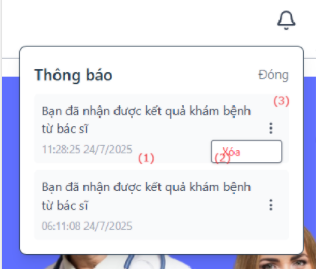 Thông báo
Đóng
(3)
Bạn đã nhận được kết quả khám bệnh
từ bác sĩ
11:28:25 24/7/2025
(1)
(2)
Xóa
Bạn đã nhận được kết quả khám bệnh
từ bác sĩ
06:11:08 24/7/2025